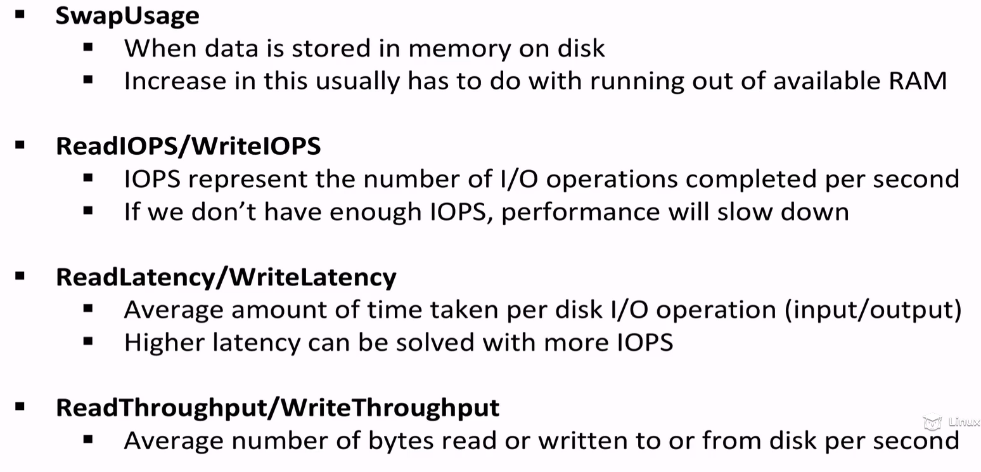 ▪ SwapUsage
▪ When data is stored in memory on disk
▪ Increase in this usually has to do with running out of available RAM
▪ ReadIOPS/WriteIOPS
▪ IOPS represent the number of I/O operations completed per second
▪ If we don't have enough IOPS, performance will slow down
▪ ReadLatency/WriteLatency
▪ Average amount of time taken per disk I/O operation (input/output)
▪ Higher latency can be solved with more IOPS
▪ ReadThroughput/WriteThroughput
▪ Average number of bytes read or written to or from disk per second
Linux